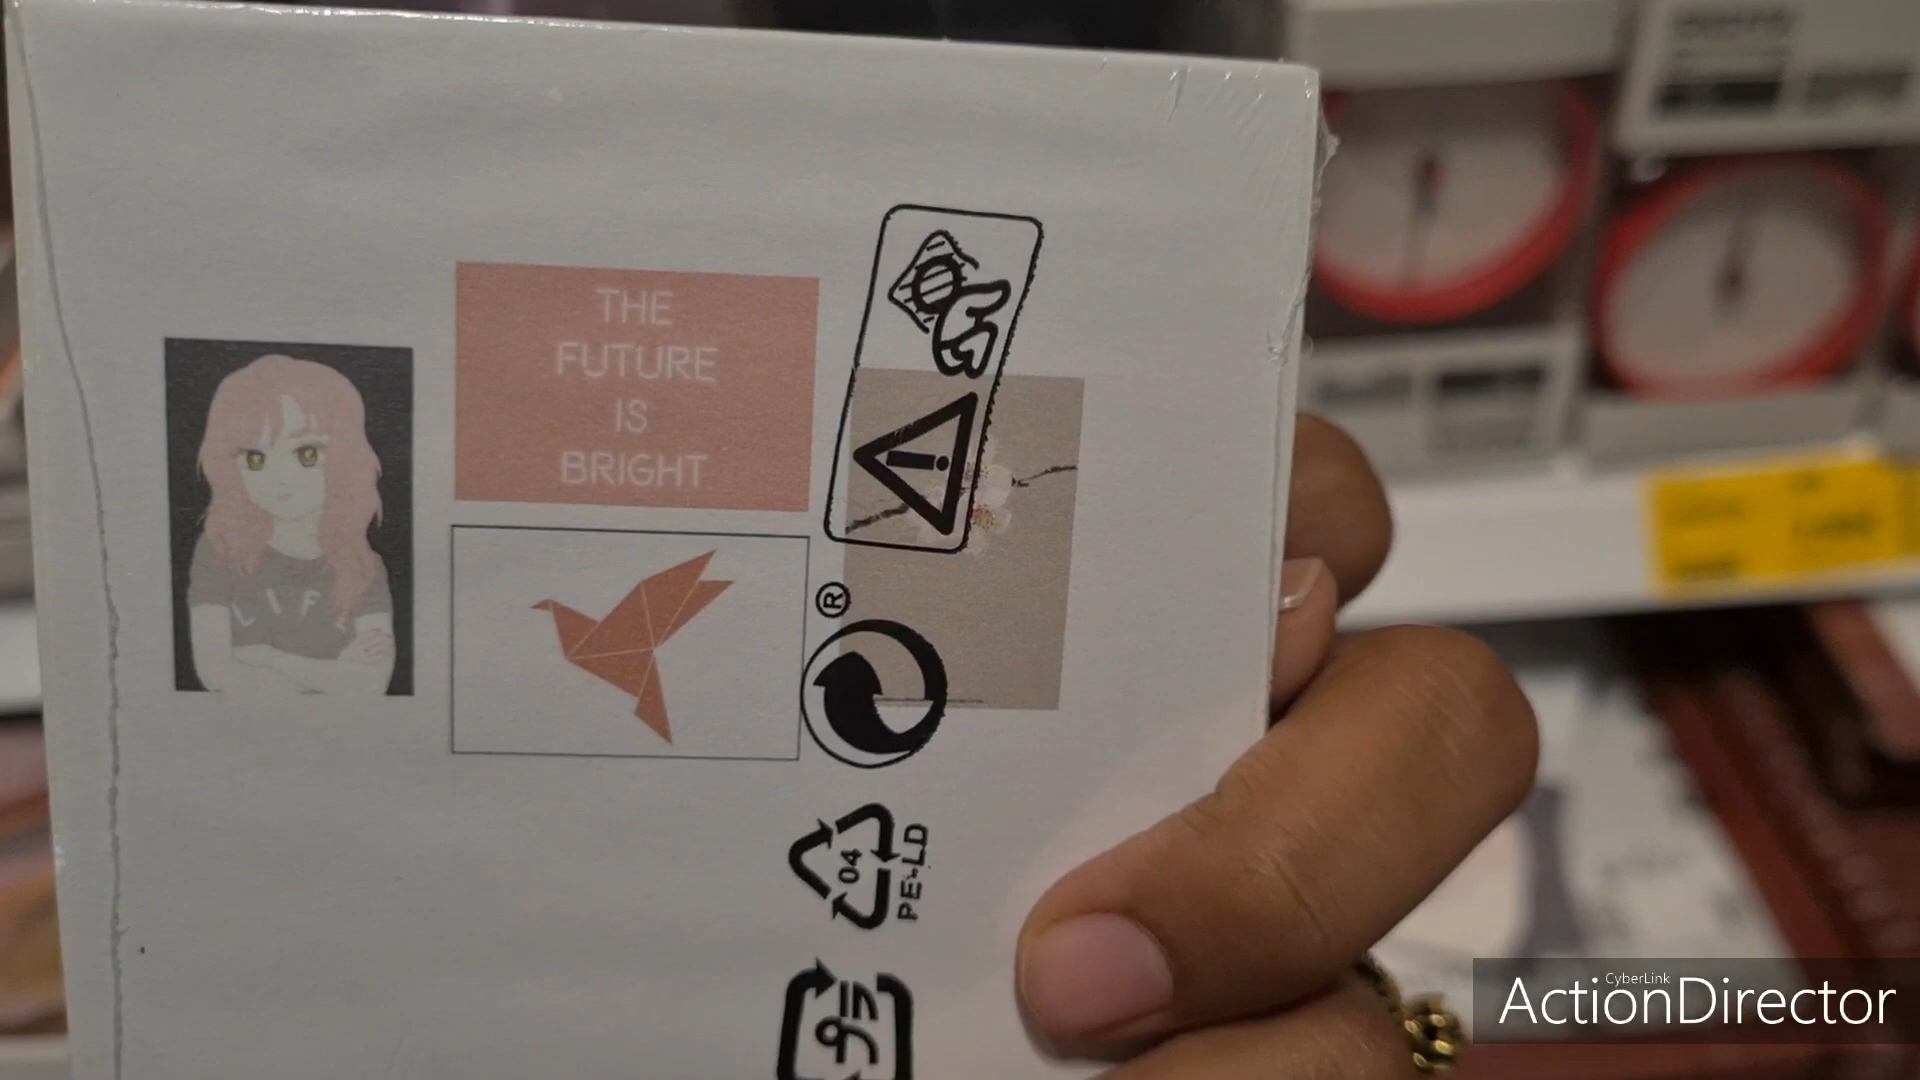 THE
FUTURE
IS
BRIGHT
LIFE
®
04
PE-LD
プラ
CyberLink
ActionDirector